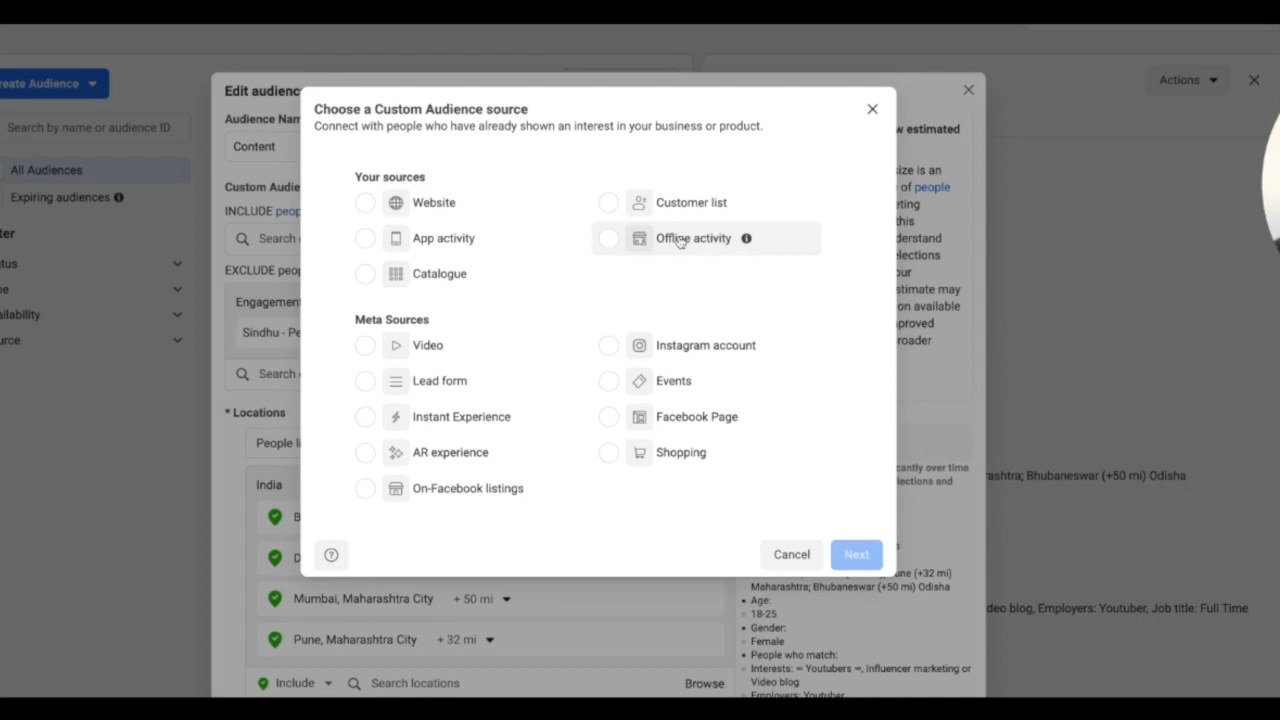 reate Audience
Actions
Search by name or audience ID
All Audiences
Expiring audiences
ter
tus
e
ailability
urce
Edit audienc
Audience Nam
Content
Custom Audie
INCLUDE peop
Search
EXCLUDE peop
Engagement
Sindhu - Pe
Search
* Locations
People li
India
B
D
Mumbai, Maharashtra City + 50 mi
Pune, Maharashtra City + 32 mi
Include Search locations Browse
Choose a Custom Audience source
Connect with people who have already shown an interest in your business or product.
Your sources
Website
Customer list
App activity
Offline activity
Catalogue
Meta Sources
Video
Instagram account
Lead form
Events
Instant Experience
Facebook Page
AR experience
Shopping
On-Facebook listings
Cancel
Next
w estimated
size is an
of people
eting
this
derstand
elections
our
stimate may
on available
proved
roader
cantly over time
lections and
une (+32 mi)
Maharashtra; Bhubaneswar (+50 mi) Odisha
• Age:
18-25
• Gender:
Female
• People who match:
Interests: ∞ Youtubers ∞, Influencer marketing or
Video blog
Employers: Youtuber
rashtra; Bhubaneswar (+50 mi) Odisha
deo blog, Employers: Youtuber, Job title: Full Time